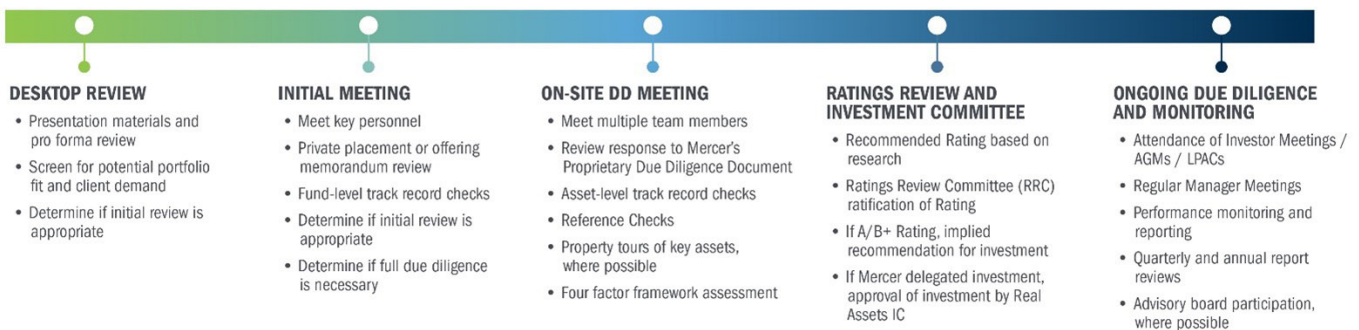 DESKTOP REVIEW
• Presentation materials and
pro forma review
• Screen for potential portfolio
fit and client demand
• Determine if initial review is
appropriate
INITIAL MEETING
• Meet key personnel
• Private placement or offering
memorandum review
• Fund-level track record checks
• Determine if initial review is
appropriate
• Determine if full due diligence
is necessary
ON-SITE DD MEETING
• Meet multiple team members
• Review response to Mercer's
Proprietary Due Diligence Document
• Asset-level track record checks
• Reference Checks
• Property tours of key assets,
where possible
• Four factor framework assessment
RATINGS REVIEW AND
INVESTMENT COMMITTEE
• Recommended Rating based on
research
• Ratings Review Committee (RRC)
ratification of Rating
• If A/B+ Rating, implied
recommendation for investment
• If Mercer delegated investment,
approval of investment by Real
Assets IC
ONGOING DUE DILIGENCE
AND MONITORING
• Attendance of Investor Meetings /
AGMs / LPACs
• Regular Manager Meetings
• Performance monitoring and
reporting
• Quarterly and annual report
reviews
• Advisory board participation,
where possible